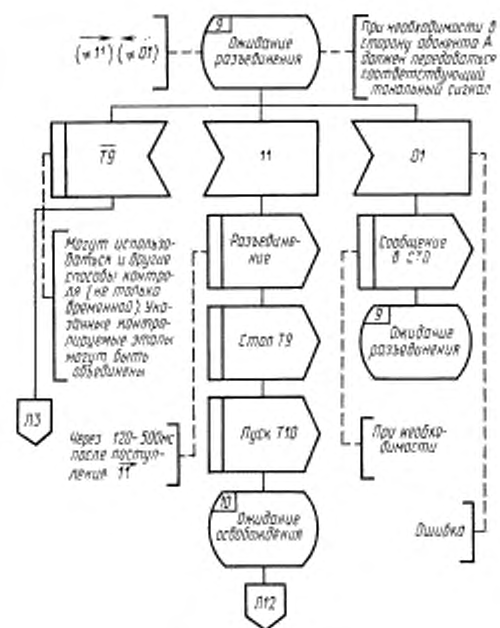 (≠11) (≠01)
9
Ожидание
разъединения
При необходимости в
сторону абонента А
должен передаваться
соответствующий
тональный сигнал
T9
11
01
Могут использо-
ваться и другие
способы контро-
ля (не только
временной). Ука-
занные контро-
лируемые этапы
могут быть
объединены
Разъедине-
ние
Сообщение
в СТО
Стоп T9
9
Ожидание
разъединения
Л3
Через 120-500мс
после поступ-
ления 11
Пуск T10
При необхо-
димости
10
Ожидание
освобождения
Ошибка
Л12